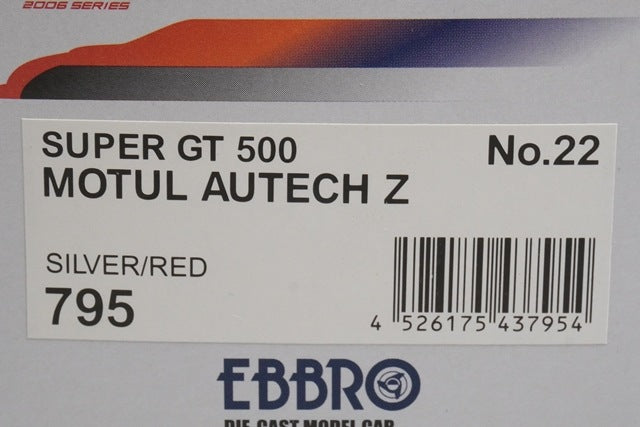 2006 SERIES
SUPER GT 500 No.22
MOTUL AUTECH Z
SILVER/RED
795
4 526175 437954
EBBRO
DIE-CAST MODEL CAR